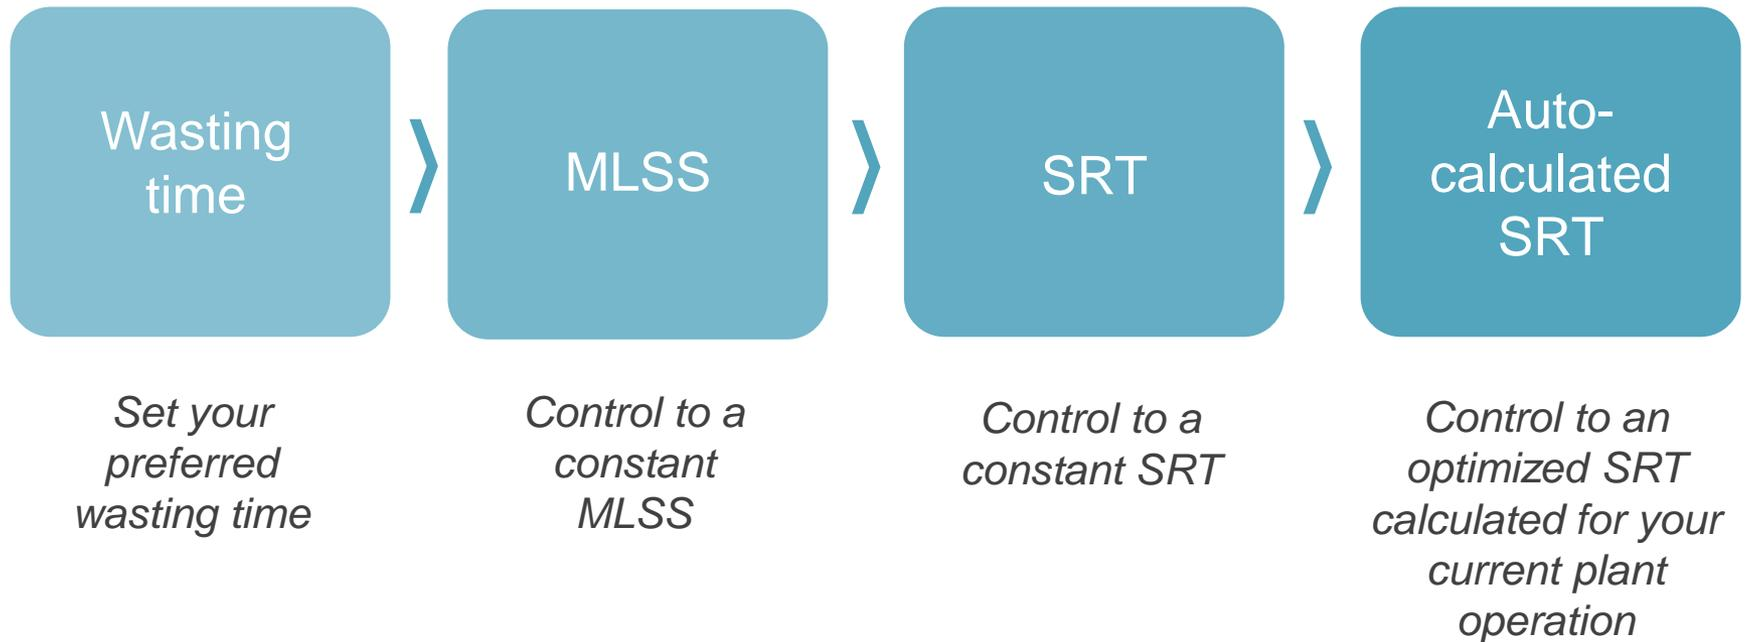 Wasting
time
MLSS
SRT
Auto-
calculated
SRT
Set your
preferred
wasting time
Control to a
constant
MLSS
Control to a
constant SRT
Control to an
optimized SRT
calculated for your
current plant
operation